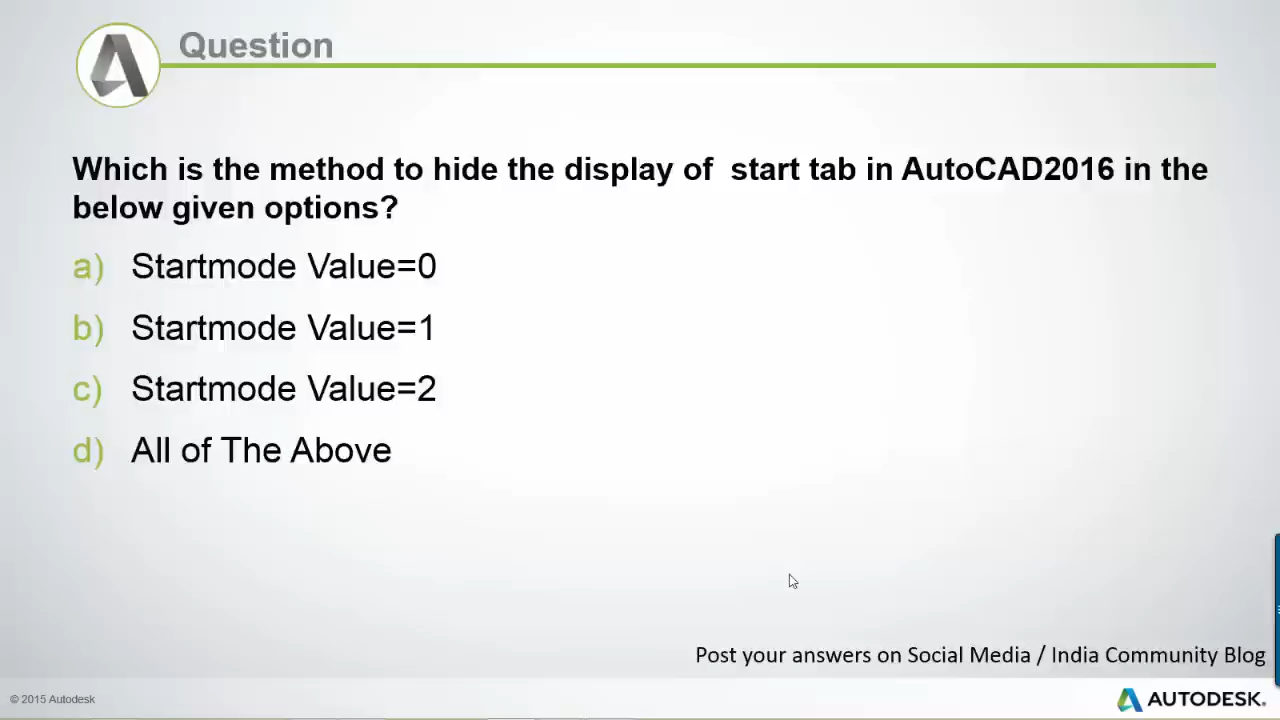 Question
Which is the method to hide the display of  start tab in AutoCAD2016 in the
below given options?
a) Startmode Value=0
b) Startmode Value=1
c) Startmode Value=2
d) All of The Above
Post your answers on Social Media / India Community Blog
© 2015 Autodesk
AUTODESK.